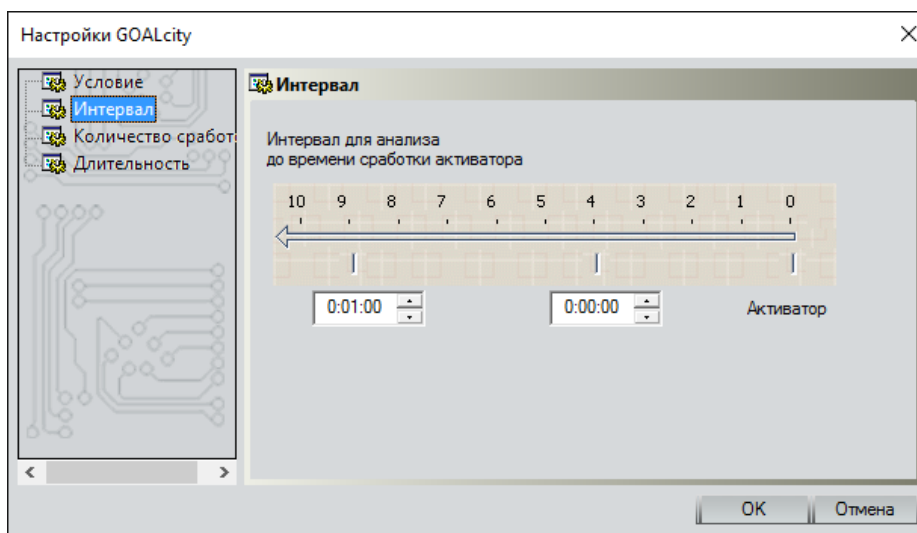 Настройки GOALcity
Условие
Интервал
Количество сработ
Длительность
Интервал
Интервал для анализа
до времени сработки активатора
10 9 8 7 6 5 4 3 2 1 0
0:01:00 0:00:00 Активатор
OK Отмена